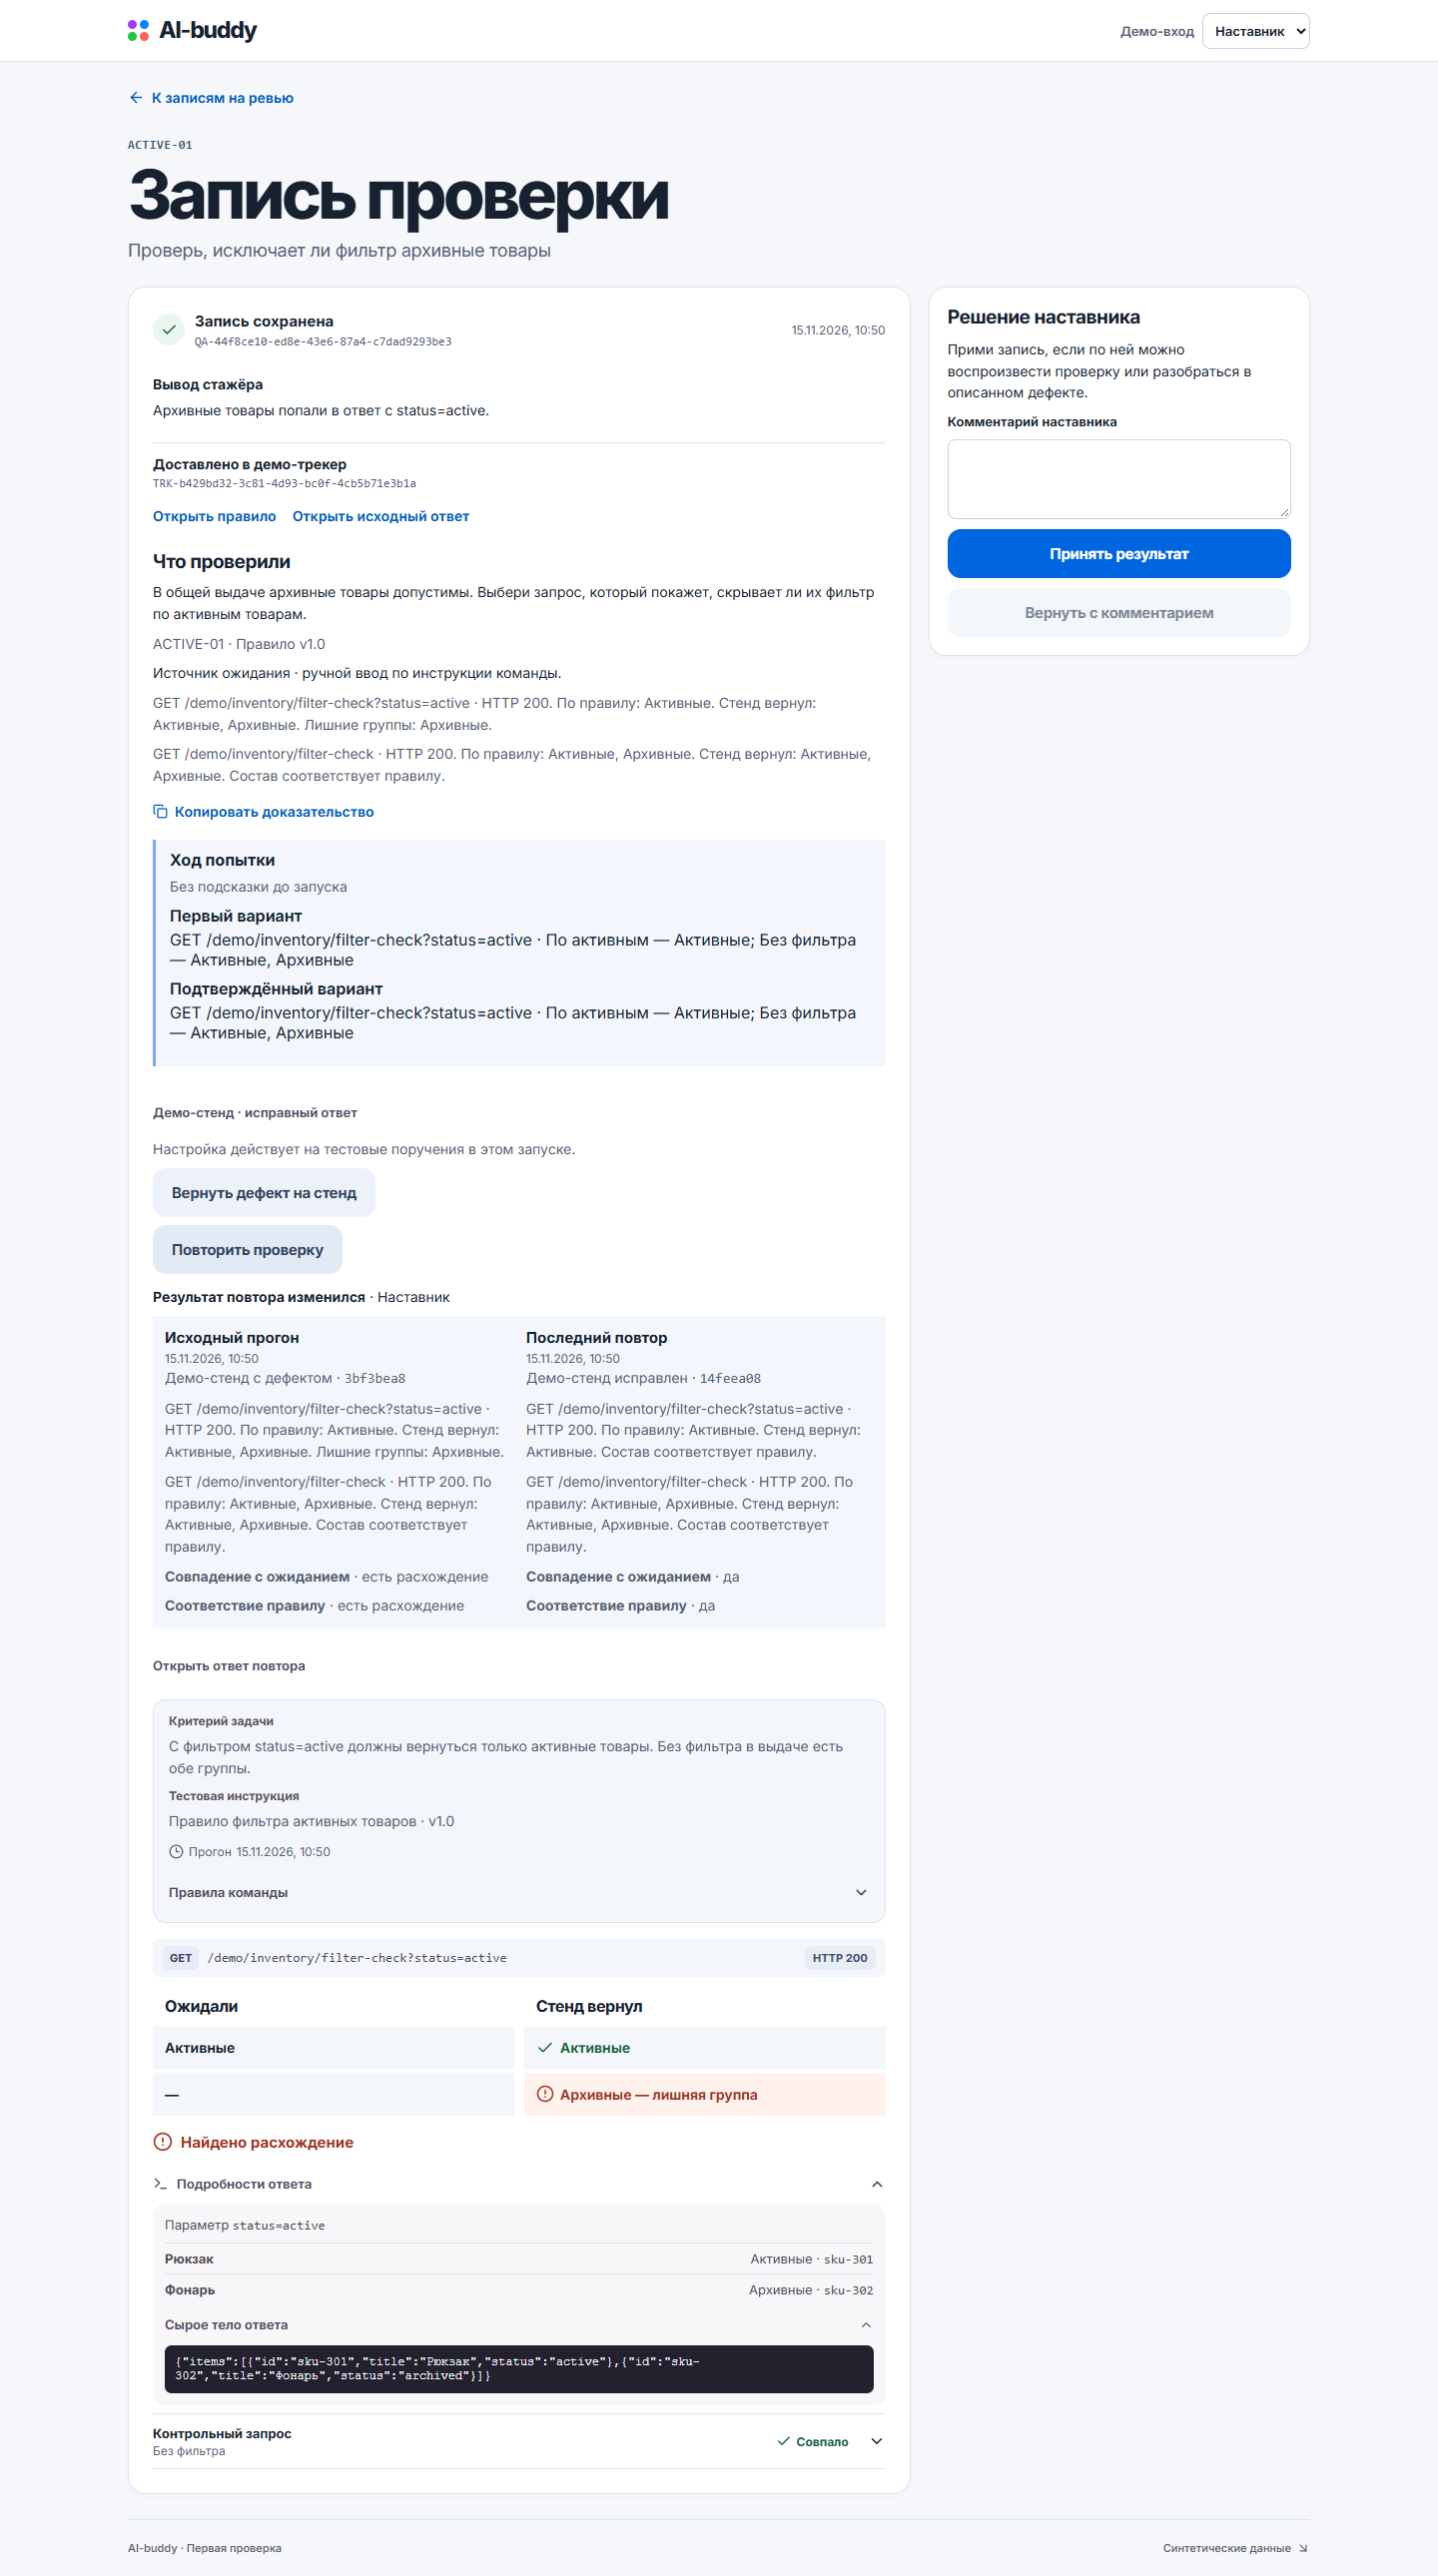 AI-buddy
Демо-вход
Наставник
К записям на ревью
ACTIVE-01
Запись проверки
Проверь, исключает ли фильтр архивные товары
Запись сохранена
QA-44f8ce10-ed8e-43e6-87a4-c7dad9293be3
15.11.2026, 10:50
Вывод стажёра
Архивные товары попали в ответ с status=active.
Доставлено в демо-трекер
TRK-b429bd32-3c81-4d93-bc0f-4cb5b71e3b1a
Открыть правило
Открыть исходный ответ
Что проверили
В общей выдаче архивные товары допустимы. Выбери запрос, который покажет, скрывает ли их фильтр
по активным товарам.
ACTIVE-01 · Правило v1.0
Источник ожидания · ручной ввод по инструкции команды.
GET /demo/inventory/filter-check?status=active · HTTP 200. По правилу: Активные. Стенд вернул:
Активные, Архивные. Лишние группы: Архивные.
GET /demo/inventory/filter-check · HTTP 200. По правилу: Активные, Архивные. Стенд вернул: Активные,
Архивные. Состав соответствует правилу.
Копировать доказательство
Ход попытки
Без подсказки до запуска
Первый вариант
GET /demo/inventory/filter-check?status=active · По активным — Активные; Без фильтра
— Активные, Архивные
Подтверждённый вариант
GET /demo/inventory/filter-check?status=active · По активным — Активные; Без фильтра
— Активные, Архивные
Демо-стенд · исправный ответ
Настройка действует на тестовые поручения в этом запуске.
Вернуть дефект на стенд
Повторить проверку
Результат повтора изменился · Наставник
Исходный прогон
15.11.2026, 10:50
Демо-стенд с дефектом · 3bf3bea8
GET /demo/inventory/filter-check?status=active ·
HTTP 200. По правилу: Активные. Стенд вернул:
Активные, Архивные. Лишние группы: Архивные.
GET /demo/inventory/filter-check · HTTP 200. По
правилу: Активные, Архивные. Стенд вернул:
Активные, Архивные. Состав соответствует
правилу.
Совпадение с ожиданием · есть расхождение
Соответствие правилу · есть расхождение
Последний повтор
15.11.2026, 10:50
Демо-стенд исправлен · 14feea08
GET /demo/inventory/filter-check?status=active ·
HTTP 200. По правилу: Активные. Стенд вернул:
Активные. Состав соответствует правилу.
GET /demo/inventory/filter-check · HTTP 200. По
правилу: Активные, Архивные. Стенд вернул:
Активные, Архивные. Состав соответствует
правилу.
Совпадение с ожиданием · да
Соответствие правилу · да
Открыть ответ повтора
Критерий задачи
С фильтром status=active должны вернуться только активные товары. Без фильтра в выдаче есть
обе группы.
Тестовая инструкция
Правило фильтра активных товаров · v1.0
Прогон 15.11.2026, 10:50
Правила команды
GET /demo/inventory/filter-check?status=active
HTTP 200
Ожидали
Стенд вернул
Активные
Активные
—
Архивные — лишняя группа
Найдено расхождение
Подробности ответа
Параметр status=active
Рюкзак
Активные · sku-301
Фонарь
Архивные · sku-302
Сырое тело ответа
{"items":[{"id":"sku-301","title":"Рюкзак","status":"active"},{"id":"sku-
302","title":"Фонарь","status":"archived"}]}
Контрольный запрос
Без фильтра
Совпало
Решение наставника
Прими запись, если по ней можно
воспроизвести проверку или разобраться в
описанном дефекте.
Комментарий наставника
Принять результат
Вернуть с комментарием
AI-buddy · Первая проверка
Синтетические данные